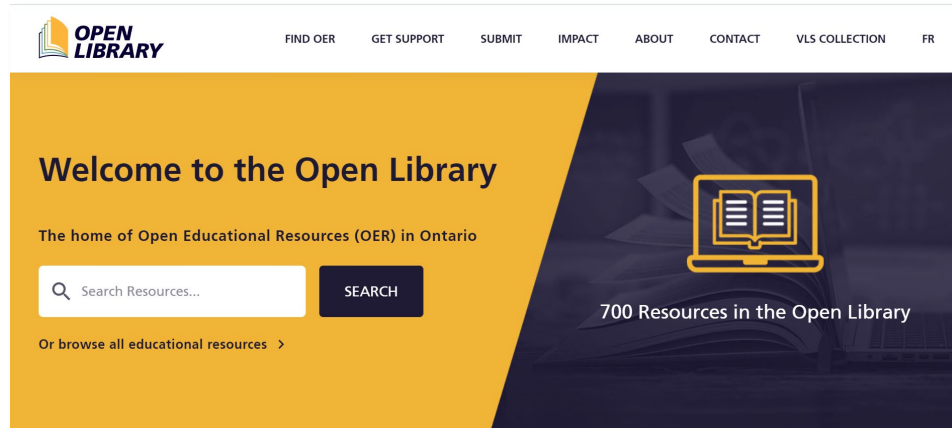 OPEN
LIBRARY
FIND OER
GET SUPPORT
SUBMIT
IMPACT
ABOUT
CONTACT
VLS COLLECTION
FR
Welcome to the Open Library
The home of Open Educational Resources (OER) in Ontario
Search Resources...
SEARCH
Or browse all educational resources >
700 Resources in the Open Library